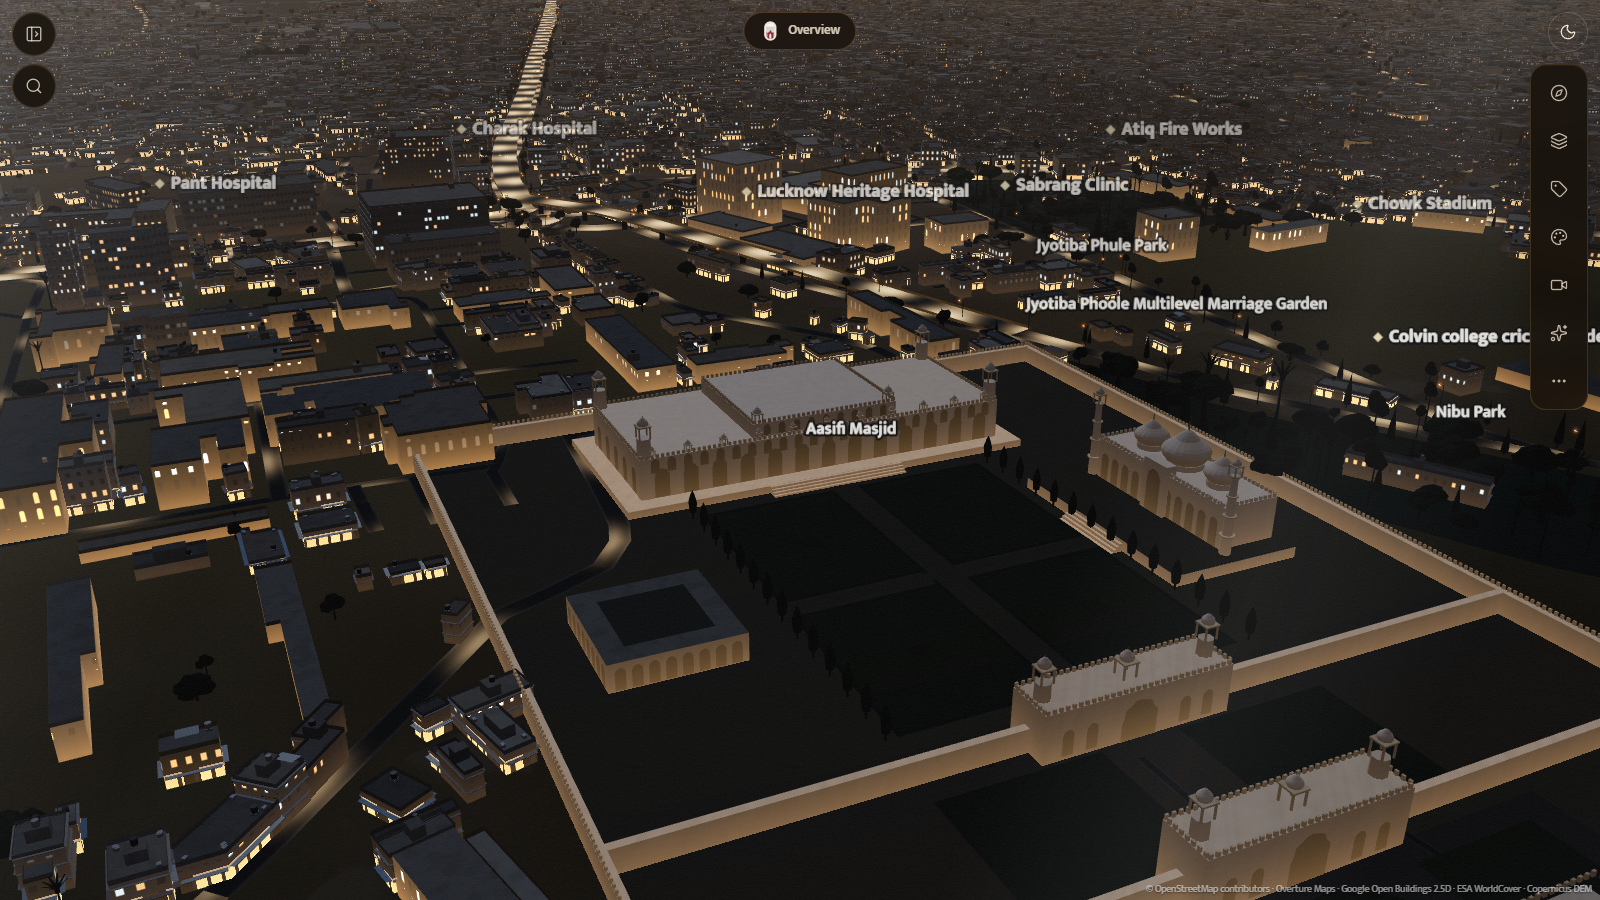 Overview
Charak Hospital
Atiq Fire Works
Pant Hospital
Lucknow Heritage Hospital
Sabrang Clinic
Chowk Stadium
Jyotiba Phule Park
Jyotiba Phoole Multilevel Marriage Garden
Colvin college cric
Nibu Park
Aasifi Masjid
© OpenStreetMap contributors · Overture Maps · Google Open Buildings 2.5D · ESA WorldCover · Copernicus DEM